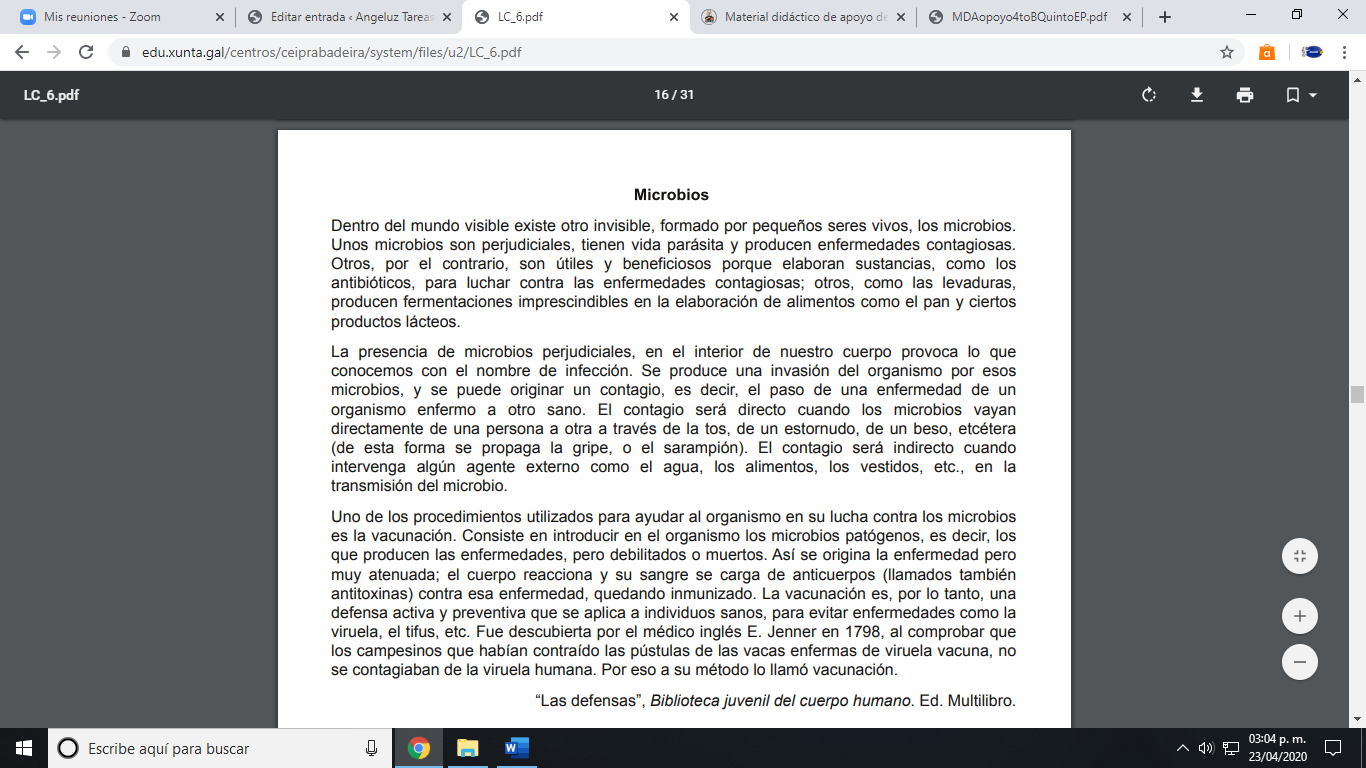 Mis reuniones - Zoom
Editar entrada ‹ Angeluz Tareas
LC_6.pdf
Material didáctico de apoyo de
MDAopoyo4toBQuintoEP.pdf
edu.xunta.gal/centros/ceiprabadeira/system/files/u2/LC_6.pdf
LC_6.pdf
16 / 31
Microbios
Dentro del mundo visible existe otro invisible, formado por pequeños seres vivos, los microbios.
Unos microbios son perjudiciales, tienen vida parásita y producen enfermedades contagiosas.
Otros, por el contrario, son útiles y beneficiosos porque elaboran sustancias, como los
antibióticos, para luchar contra las enfermedades contagiosas; otros, como las levaduras,
producen fermentaciones imprescindibles en la elaboración de alimentos como el pan y ciertos
productos lácteos.
La presencia de microbios perjudiciales, en el interior de nuestro cuerpo provoca lo que
conocemos con el nombre de infección. Se produce una invasión del organismo por esos
microbios, y se puede originar un contagio, es decir, el paso de una enfermedad de un
organismo enfermo a otro sano. El contagio será directo cuando los microbios vayan
directamente de una persona a otra a través de la tos, de un estornudo, de un beso, etcétera
(de esta forma se propaga la gripe, o el sarampión). El contagio será indirecto cuando
intervenga algún agente externo como el agua, los alimentos, los vestidos, etc., en la
transmisión del microbio.
Uno de los procedimientos utilizados para ayudar al organismo en su lucha contra los microbios
es la vacunación. Consiste en introducir en el organismo los microbios patógenos, es decir, los
que producen las enfermedades, pero debilitados o muertos. Así se origina la enfermedad pero
muy atenuada; el cuerpo reacciona y su sangre se carga de anticuerpos (llamados también
antitoxinas) contra esa enfermedad, quedando inmunizado. La vacunación es, por lo tanto, una
defensa activa y preventiva que se aplica a individuos sanos, para evitar enfermedades como la
viruela, el tifus, etc. Fue descubierta por el médico inglés E. Jenner en 1798, al comprobar que
los campesinos que habían contraído las pústulas de las vacas enfermas de viruela vacuna, no
se contagiaban de la viruela humana. Por eso a su método lo llamó vacunación.
“Las defensas”, Biblioteca juvenil del cuerpo humano. Ed. Multilibro.
Escribe aquí para buscar
03:04 p. m.
23/04/2020